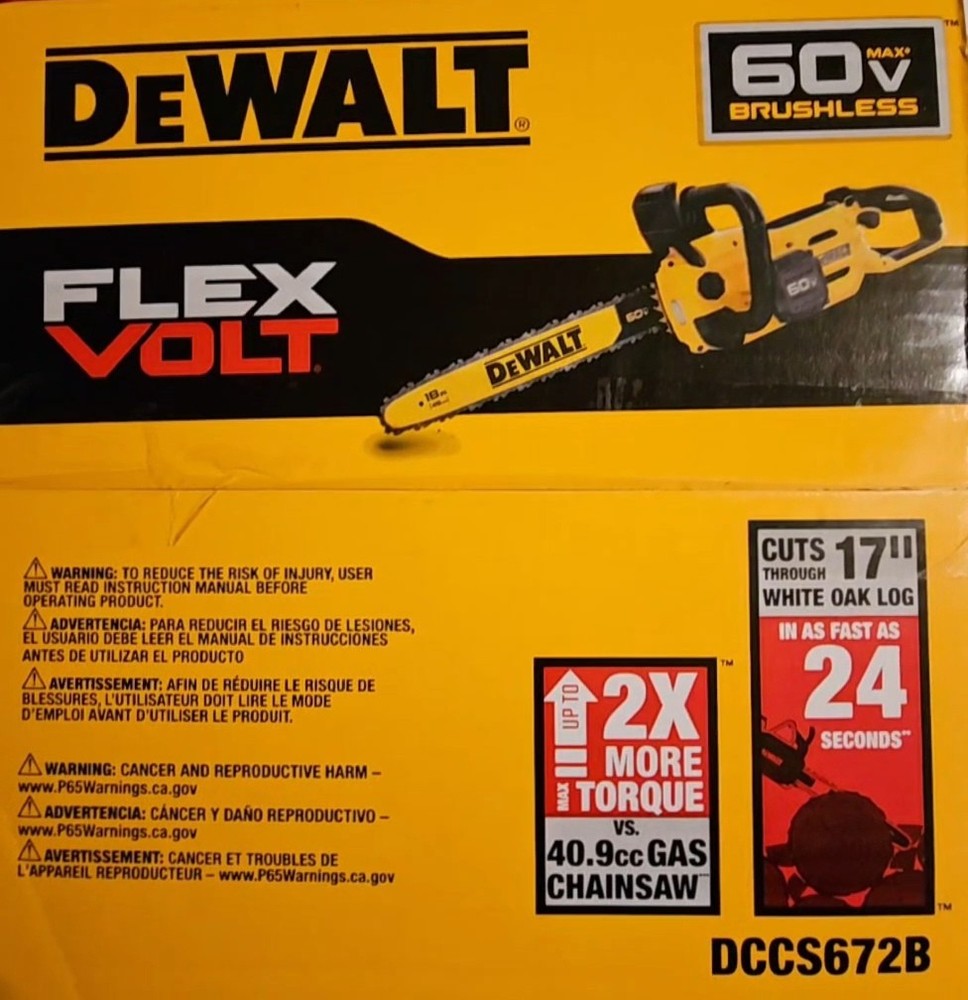 DEWALT®
60V MAX*
BRUSHLESS
TM
FLEX
VOLT
60V
60V
DEWALT
18 in
WARNING: TO REDUCE THE RISK OF INJURY, USER
MUST READ INSTRUCTION MANUAL BEFORE
OPERATING PRODUCT.
ADVERTENCIA: PARA REDUCIR EL RIESGO DE LESIONES,
EL USUARIO DEBE LEER EL MANUAL DE INSTRUCCIONES
ANTES DE UTILIZAR EL PRODUCTO
AVERTISSEMENT: AFIN DE RÉDUIRE LE RISQUE DE
BLESSURES, L'UTILISATEUR DOIT LIRE LE MODE
D'EMPLOI AVANT D'UTILISER LE PRODUIT.
WARNING: CANCER AND REPRODUCTIVE HARM –
www.P65Warnings.ca.gov
ADVERTENCIA: CÁNCER Y DAÑO REPRODUCTIVO –
www.P65Warnings.ca.gov
AVERTISSEMENT: CANCER ET TROUBLES DE
L'APPAREIL REPRODUCTEUR – www.P65Warnings.ca.gov
UP TO
2X
MORE
MAX TORQUE
VS.
40.9cc GAS
CHAINSAW™
TM
CUTS
THROUGH
17"
WHITE OAK LOG
IN AS FAST AS
24
SECONDS**
TM
DCCS672B